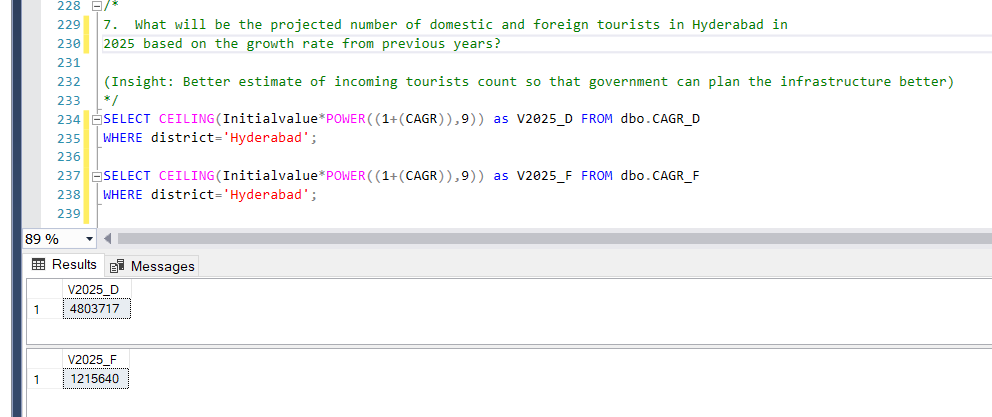 228 /*
229 7.  What will be the projected number of domestic and foreign tourists in Hyderabad in
230 2025 based on the growth rate from previous years?
231
232 (Insight: Better estimate of incoming tourists count so that government can plan the infrastructure better)
233 */
234 SELECT CEILING(Initialvalue*POWER((1+(CAGR)),9)) as V2025_D FROM dbo.CAGR_D
235 WHERE district='Hyderabad';
236
237 SELECT CEILING(Initialvalue*POWER((1+(CAGR)),9)) as V2025_F FROM dbo.CAGR_F
238 WHERE district='Hyderabad';
239
89 %
Results Messages
V2025_D
1 4803717
V2025_F
1 1215640